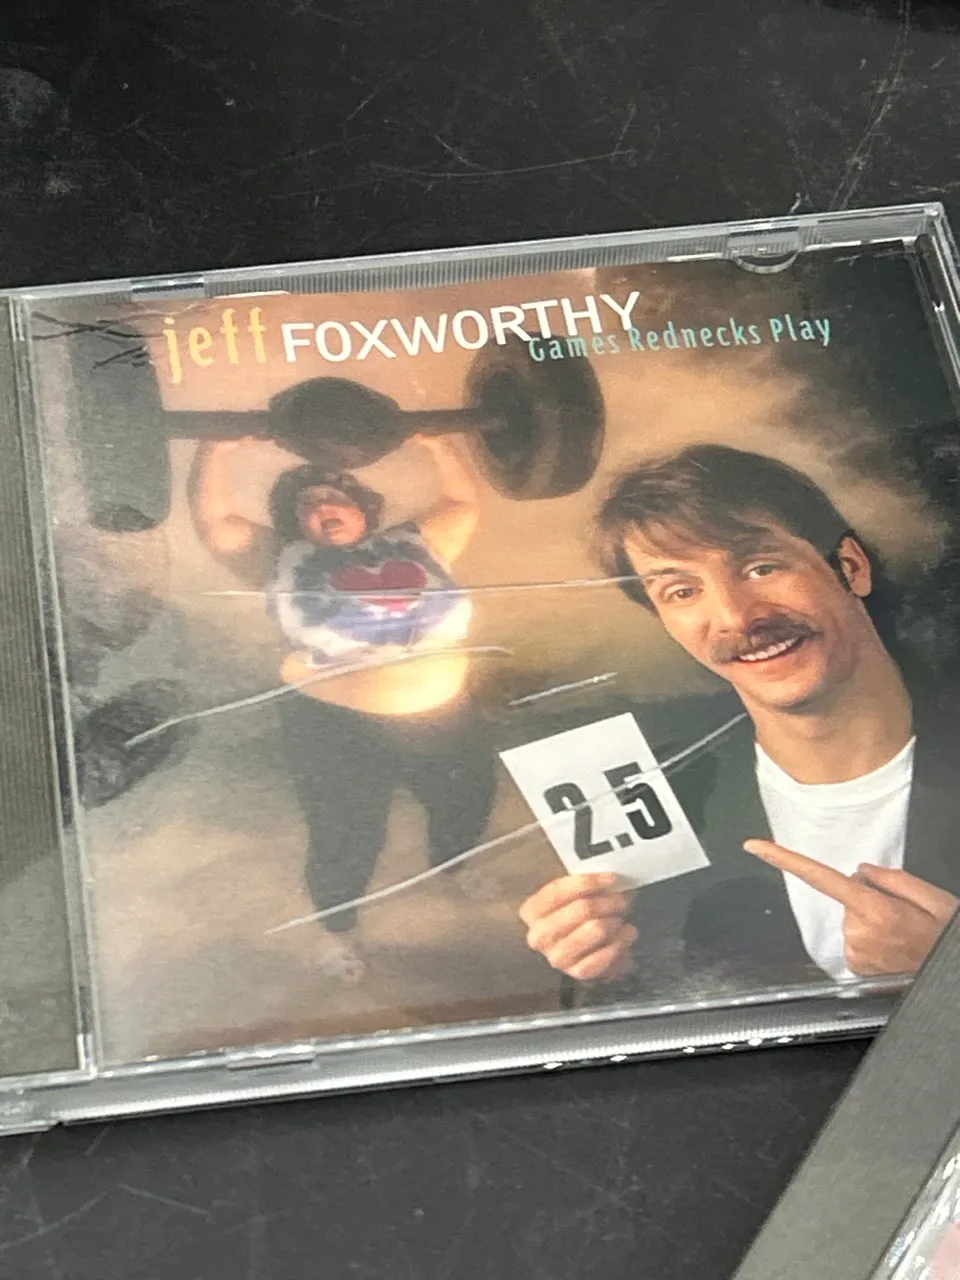 jeff FOXWORTHY
Games Rednecks Play
2.5